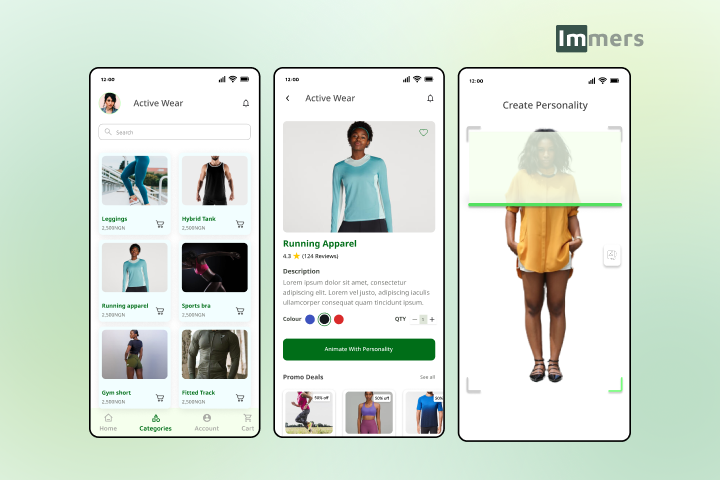 Immers
12:00
Active Wear
Search
Leggings
2,500NGN
Hybrid Tank
2,500NGN
Running apparel
2,500NGN
Sports bra
2,500NGN
Gym short
2,500NGN
Fitted Track
2,500NGN
Home
Categories
Account
Cart
12:00
Active Wear
Running Apparel
4.3 (124 Reviews)
Description
Lorem ipsum dolor sit amet, consectetur
adipiscing elit. Lorem vel justo, adipiscing iaculis
ullamcorper consequat quam tincidunt ipsum.
Colour
QTY
Animate With Personality
Promo Deals
See all
50% off
50% off
50%
12:00
Create Personality